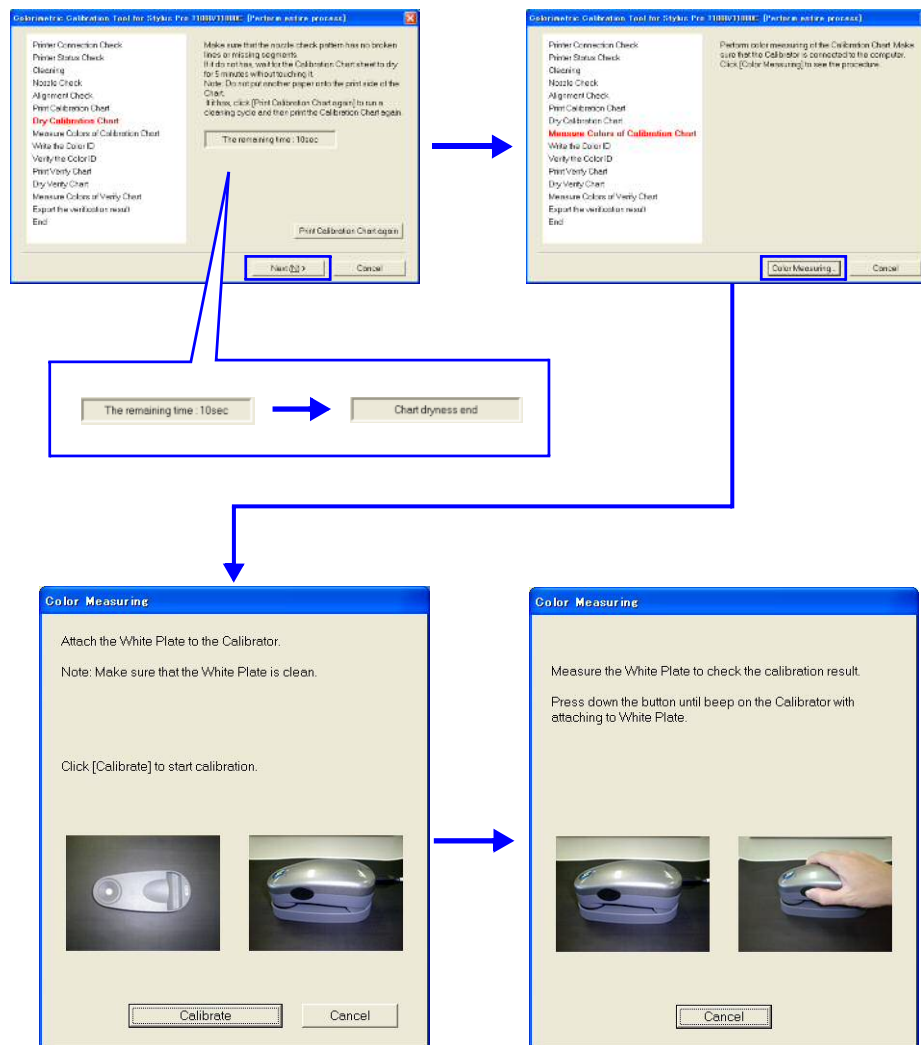 Colorimetric Calibration Tool for Stylus Pro [Perform entire process]
Printer Connection Check
Printer Status Check
Cleaning
Nozzle Check
Alignment Check
Print Calibration Chart
Dry Calibration Chart
Measure Colors of Calibration Chart
Write the Color ID
Verify the Color ID
Print Verify Chart
Dry Verify Chart
Measure Colors of Verify Chart
Export the verification result
End
Make sure that the nozzle check pattern has no broken
lines or missing segments.
If it do not has, wait for the Calibration Chart sheet to dry
for 5 minutes without touching it.
Note: Do not put another paper onto the print side of the
Chart.
If it has, click [Print Calibration Chart again] to run a
cleaning cycle and then print the Calibration Chart again.
The remaining time : 10sec
Print Calibration Chart again
Next (N) >
Cancel
Colorimetric Calibration Tool for Stylus Pro [Perform entire process]
Printer Connection Check
Printer Status Check
Cleaning
Nozzle Check
Alignment Check
Print Calibration Chart
Dry Calibration Chart
Measure Colors of Calibration Chart
Write the Color ID
Verify the Color ID
Print Verify Chart
Dry Verify Chart
Measure Colors of Verify Chart
Export the verification result
End
Perform color measuring of the Calibration Chart. Make
sure that the Calibrator is connected to the computer.
Click [Color Measuring] to see the procedure.
Color Measuring...
Cancel
The remaining time : 10sec
Chart dryness end
Color Measuring
Attach the White Plate to the Calibrator.
Note: Make sure that the White Plate is clean.
Click [Calibrate] to start calibration.
Calibrate
Cancel
Color Measuring
Measure the White Plate to check the calibration result.
Press down the button until beep on the Calibrator with
attaching to White Plate.
Cancel